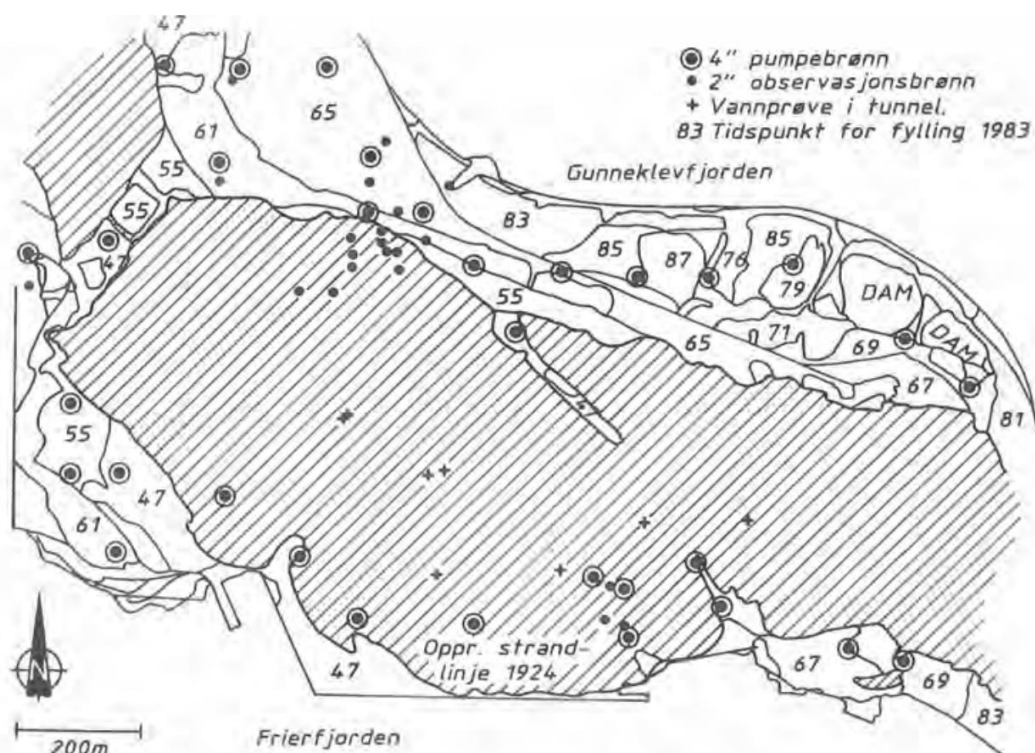 47
4" pumpebrønn
2" observasjonsbrønn
+ Vannprøve i tunnel.
83 Tidspunkt for fylling 1983
65
61
55
Gunneklevfjorden
55
83
47
85
87
76
85
79
DAM
55
DAM
71
65
69
67
55
81
47
61
Oppr. strand-
linje 1924
47
67
69
83
N
200m
Frierfjorden